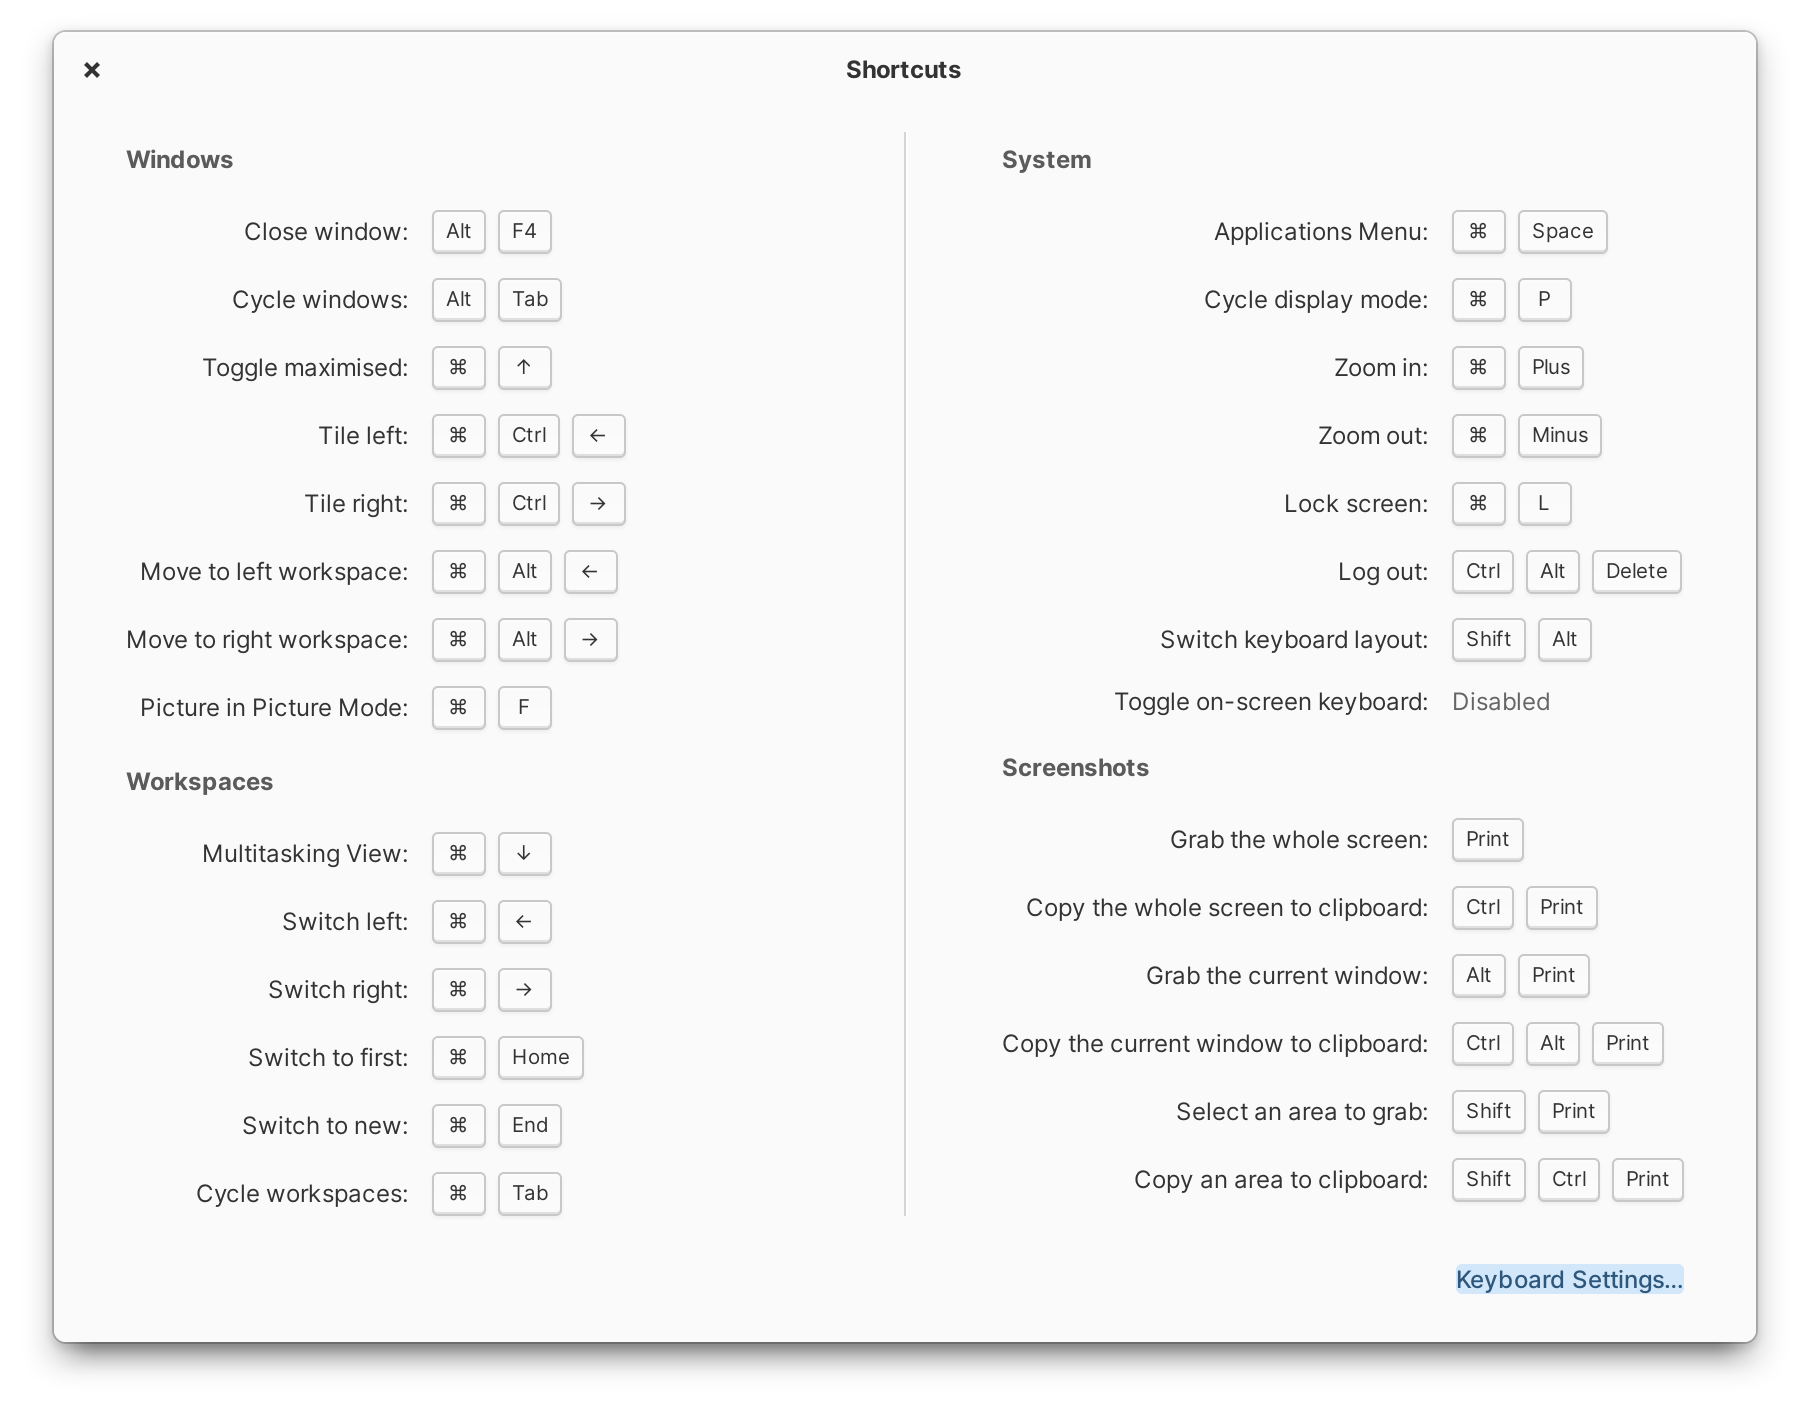 Shortcuts
Windows
Close window: Alt F4
Cycle windows: Alt Tab
Toggle maximised: ⌘ ↑
Tile left: ⌘ Ctrl ←
Tile right: ⌘ Ctrl →
Move to left workspace: ⌘ Alt ←
Move to right workspace: ⌘ Alt →
Picture in Picture Mode: ⌘ F
Workspaces
Multitasking View: ⌘ ↓
Switch left: ⌘ ←
Switch right: ⌘ →
Switch to first: ⌘ Home
Switch to new: ⌘ End
Cycle workspaces: ⌘ Tab
System
Applications Menu: ⌘ Space
Cycle display mode: ⌘ P
Zoom in: ⌘ Plus
Zoom out: ⌘ Minus
Lock screen: ⌘ L
Log out: Ctrl Alt Delete
Switch keyboard layout: Shift Alt
Toggle on-screen keyboard: Disabled
Screenshots
Grab the whole screen: Print
Copy the whole screen to clipboard: Ctrl Print
Grab the current window: Alt Print
Copy the current window to clipboard: Ctrl Alt Print
Select an area to grab: Shift Print
Copy an area to clipboard: Shift Ctrl Print
Keyboard Settings…